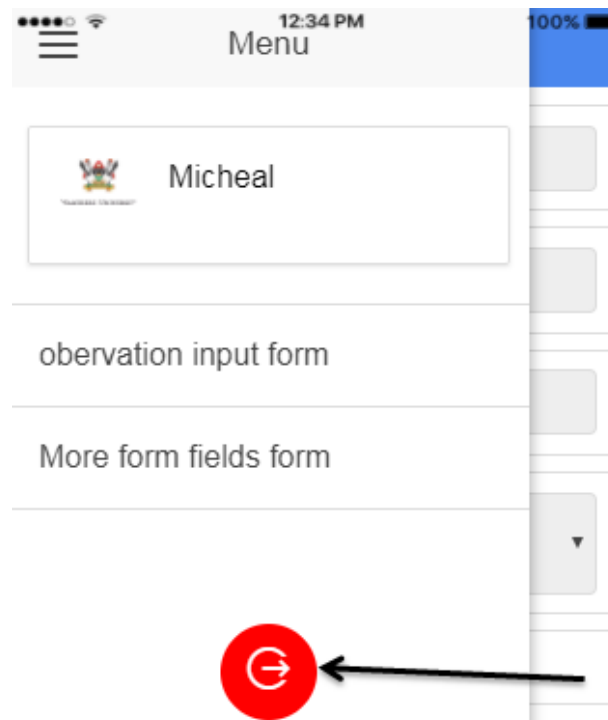 12:34 PM
100%
Menu
Micheal
obervation input form
More form fields form